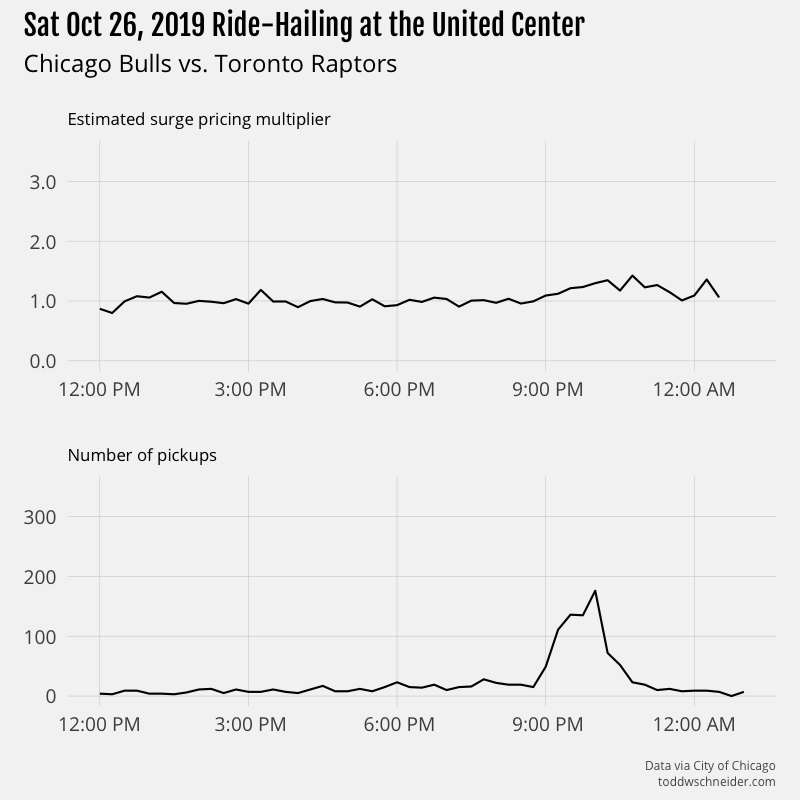 Sat Oct 26, 2019 Ride-Hailing at the United Center
Chicago Bulls vs. Toronto Raptors
Estimated surge pricing multiplier
3.0
2.0
1.0
0.0
12:00 PM 3:00 PM 6:00 PM 9:00 PM 12:00 AM
Number of pickups
300
200
100
0
12:00 PM 3:00 PM 6:00 PM 9:00 PM 12:00 AM
Data via City of Chicago
toddwschneider.com